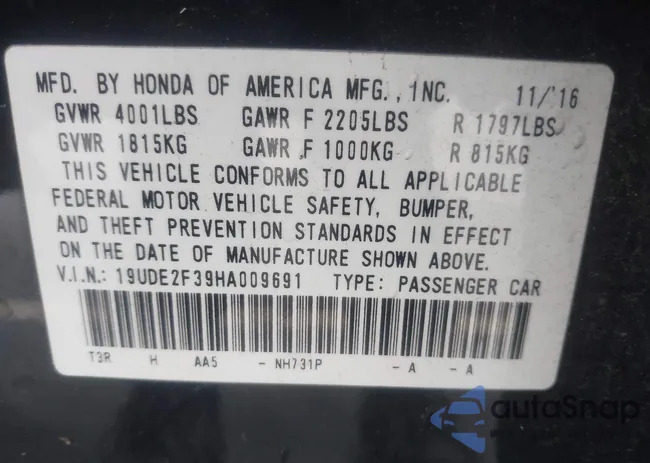 MFD. BY HONDA OF AMERICA MFG., INC. 11/'16
GVWR 4001LBS GAWR F 2205LBS R 1797LBS
GVWR 1815KG GAWR F 1000KG R 815KG
THIS VEHICLE CONFORMS TO ALL APPLICABLE
FEDERAL MOTOR VEHICLE SAFETY, BUMPER,
AND THEFT PREVENTION STANDARDS IN EFFECT
ON THE DATE OF MANUFACTURE SHOWN ABOVE.
V.I.N.: 19UDE2F39HA009691 TYPE: PASSENGER CAR
T3R H AA5 - NH731P - A - A
autoSnap